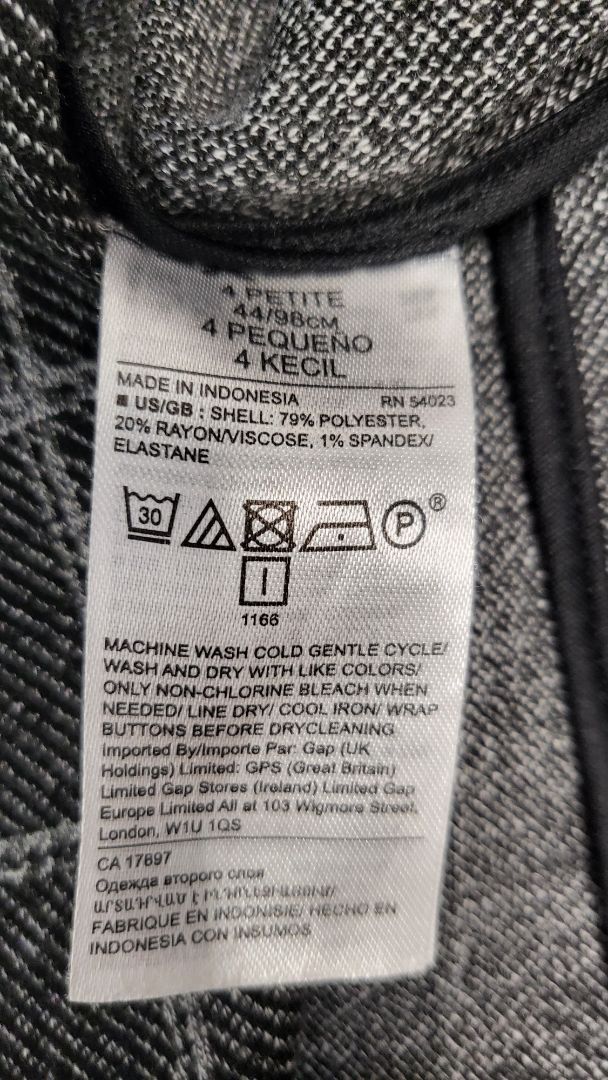 4 PETITE
44/98CM
4 PEQUEÑO
4 KECIL
MADE IN INDONESIA RN 54023
■ US/GB : SHELL: 79% POLYESTER,
20% RAYON/VISCOSE, 1% SPANDEX/
ELASTANE
30 P®
1166
MACHINE WASH COLD GENTLE CYCLE/
WASH AND DRY WITH LIKE COLORS/
ONLY NON-CHLORINE BLEACH WHEN
NEEDED/ LINE DRY/ COOL IRON/ WRAP
BUTTONS BEFORE DRYCLEANING
Imported By/Importe Par: Gap (UK
Holdings) Limited: GPS (Great Britain)
Limited Gap Stores (Ireland) Limited Gap
Europe Limited All at 103 Wigmore Street,
London, W1U 1QS
CA 17897
Одежда второго слоя
FABRIQUE EN INDONISIE/ HECHO EN
INDONESIA CON INSUMOS